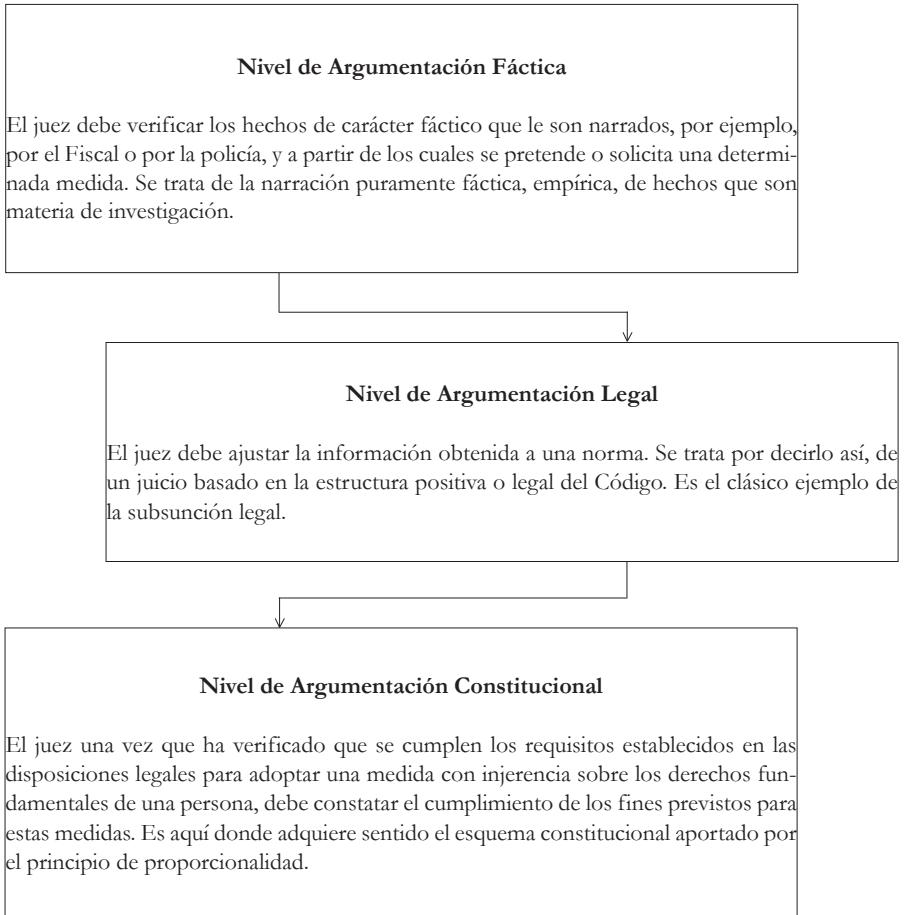 Nivel de Argumentación Fáctica
El juez debe verificar los hechos de carácter fáctico que le son narrados, por ejemplo,
por el Fiscal o por la policía, y a partir de los cuales se pretende o solicita una determi-
nada medida. Se trata de la narración puramente fáctica, empírica, de hechos que son
materia de investigación.
Nivel de Argumentación Legal
El juez debe ajustar la información obtenida a una norma. Se trata por decirlo así, de
un juicio basado en la estructura positiva o legal del Código. Es el clásico ejemplo de
la subsunción legal.
Nivel de Argumentación Constitucional
El juez una vez que ha verificado que se cumplen los requisitos establecidos en las
disposiciones legales para adoptar una medida con injerencia sobre los derechos fun-
damentales de una persona, debe constatar el cumplimiento de los fines previstos para
estas medidas. Es aquí donde adquiere sentido el esquema constitucional aportado por
el principio de proporcionalidad.